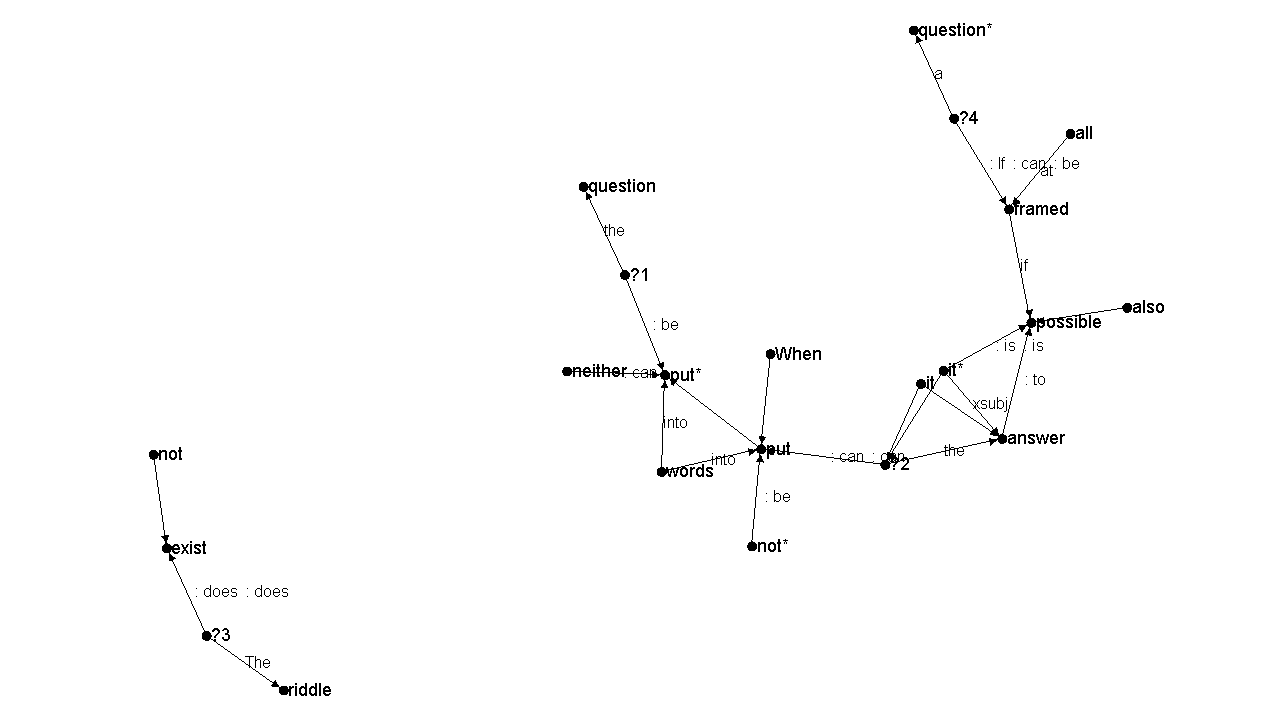 question*
a
?4
all
: If : can : be
at
question
framed
the
if
?1
also
possible
: be
: is is
When
neither : can put*
it*
it
: to
xsubj
into
answer
put
the
: can : can
?2
not
into
words
: be
not*
exist
: does : does
?3
The
riddle